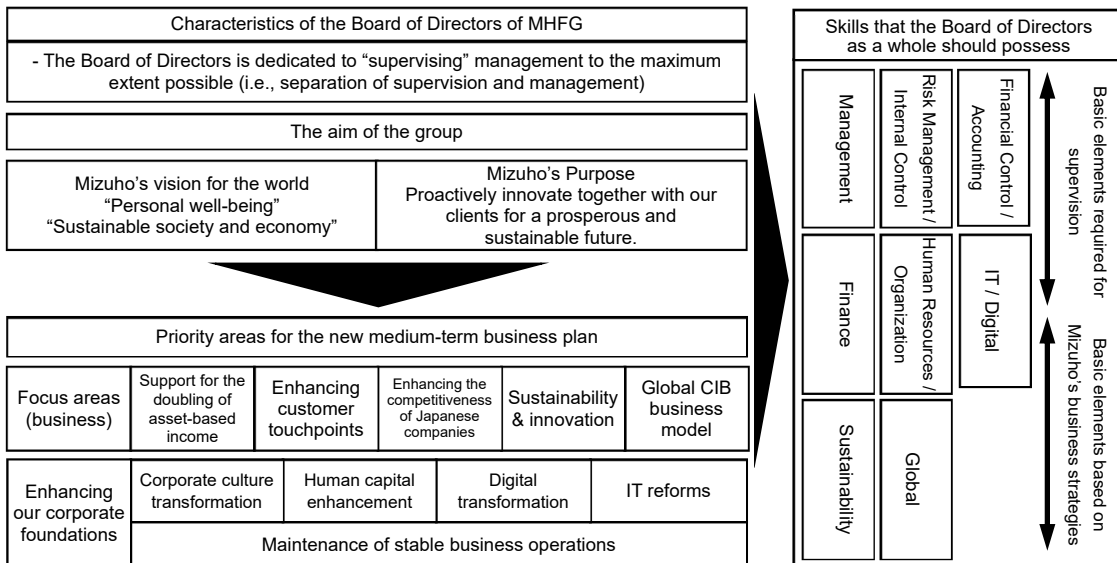 Characteristics of the Board of Directors of MHFG
- The Board of Directors is dedicated to “supervising” management to the maximum
extent possible (i.e., separation of supervision and management)
The aim of the group
Mizuho’s vision for the world
“Personal well-being”
“Sustainable society and economy”
Mizuho’s Purpose
Proactively innovate together with our
clients for a prosperous and
sustainable future.
Priority areas for the new medium-term business plan
Focus areas
(business)
Support for the
doubling of
asset-based
income
Enhancing
customer
touchpoints
Enhancing the
competitiveness
of Japanese
companies
Sustainability
& innovation
Global CIB
business
model
Enhancing
our corporate
foundations
Corporate culture
transformation
Human capital
enhancement
Digital
transformation
IT reforms
Maintenance of stable business operations
Skills that the Board of Directors
as a whole should possess
Management
Risk Management /
Internal Control
Financial Control /
Accounting
Finance
Human Resources /
Organization
IT / Digital
Sustainability
Global
Basic elements required for
supervision
Basic elements based on
Mizuho’s business strategies